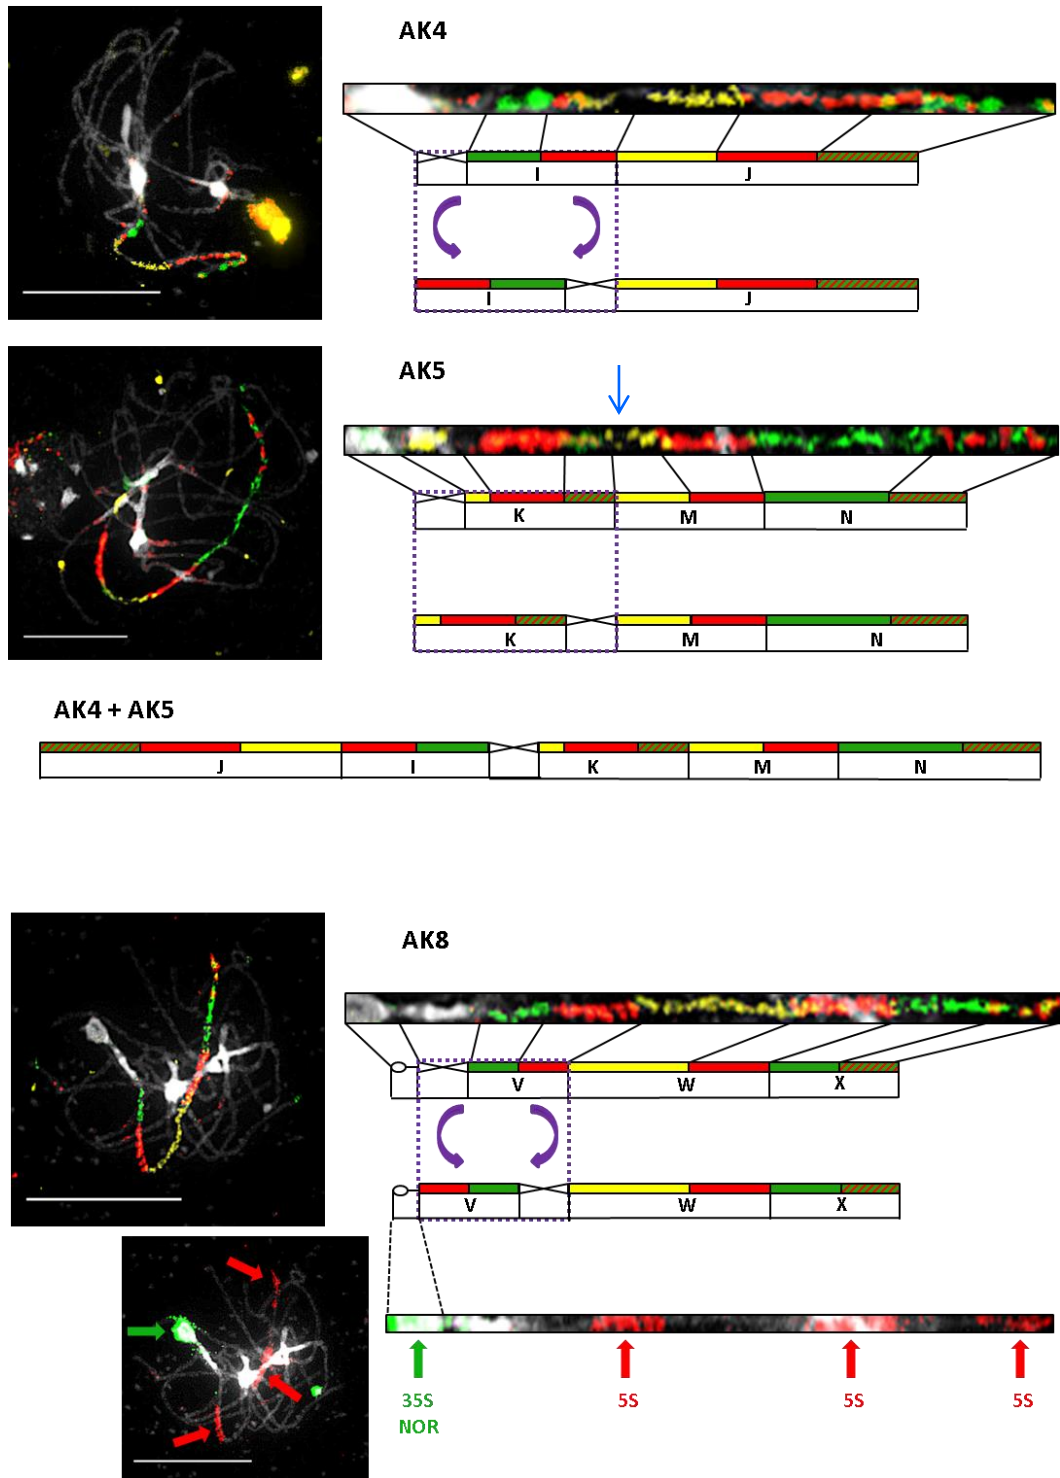 AK4
I J
I J
AK5
K M N
K M N
AK4 + AK5
J I K M N
AK8
V W X
V W X
35S 5S 5S 5S
NOR